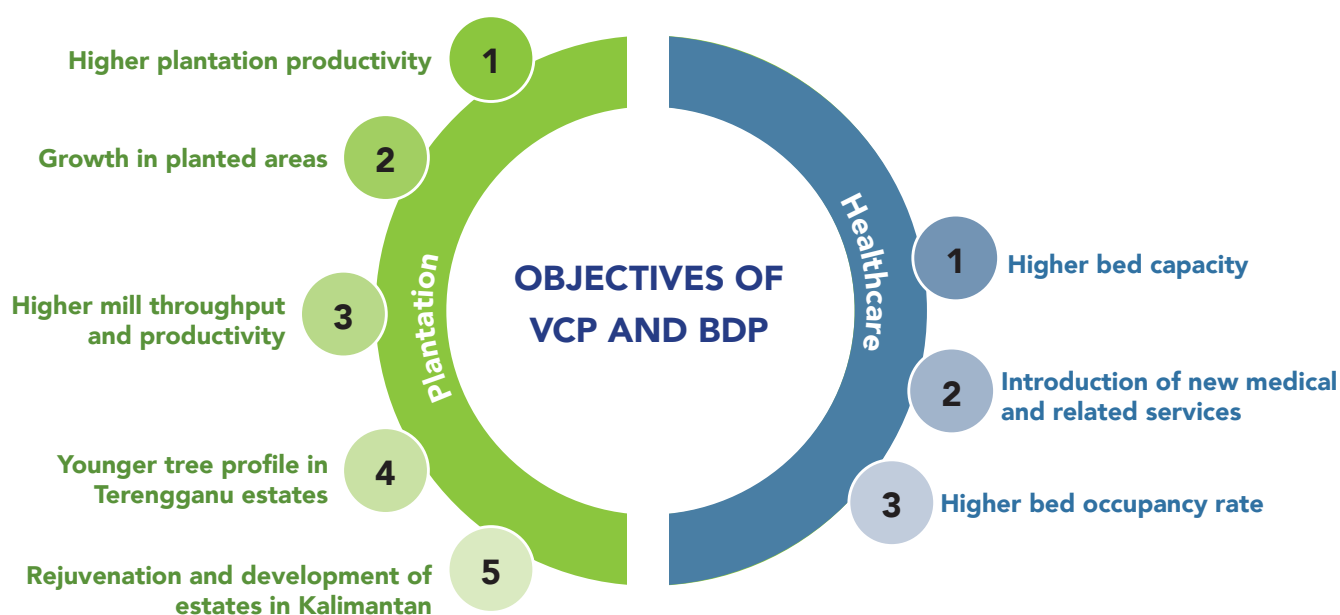 OBJECTIVES OF
VCP AND BDP
Plantation
1
Higher plantation productivity
2
Growth in planted areas
3
Higher mill throughput
and productivity
4
Younger tree profile in
Terengganu estates
5
Rejuvenation and development of
estates in Kalimantan
Healthcare
1
Higher bed capacity
2
Introduction of new medical
and related services
3
Higher bed occupancy rate